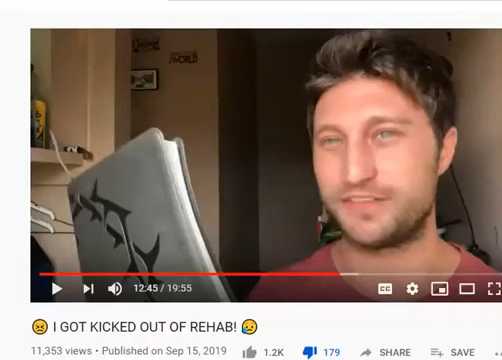 WORLD
12:45 / 19:55
CC
😣 I GOT KICKED OUT OF REHAB! 😥
11,353 views • Published on Sep 15, 2019 1.2K 179 SHARE SAVE